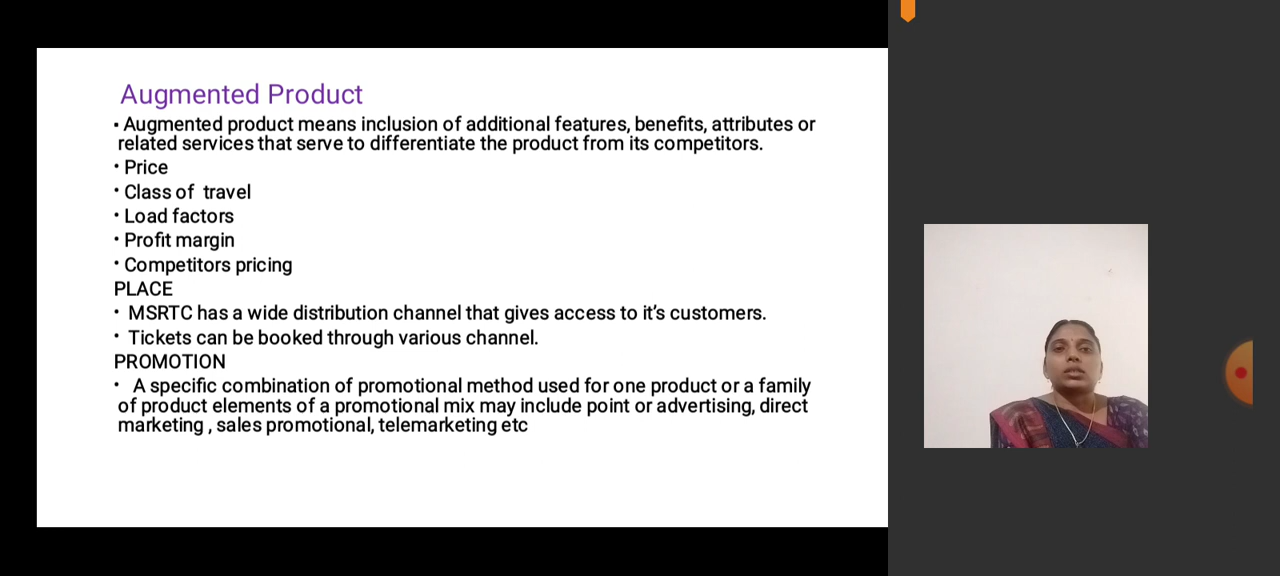 Augmented Product
• Augmented product means inclusion of additional features, benefits, attributes or
related services that serve to differentiate the product from its competitors.
• Price
• Class of travel
• Load factors
• Profit margin
• Competitors pricing
PLACE
• MSRTC has a wide distribution channel that gives access to it's customers.
• Tickets can be booked through various channel.
PROMOTION
• A specific combination of promotional method used for one product or a family
of product elements of a promotional mix may include point or advertising, direct
marketing , sales promotional, telemarketing etc